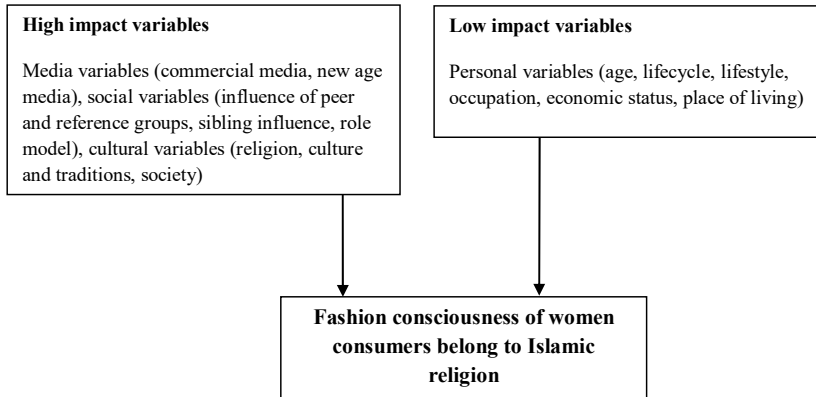 High impact variables
Media variables (commercial media, new age
media), social variables (influence of peer
and reference groups, sibling influence, role
model), cultural variables (religion, culture
and traditions, society)
Low impact variables
Personal variables (age, lifecycle, lifestyle,
occupation, economic status, place of living)
Fashion consciousness of women
consumers belong to Islamic
religion